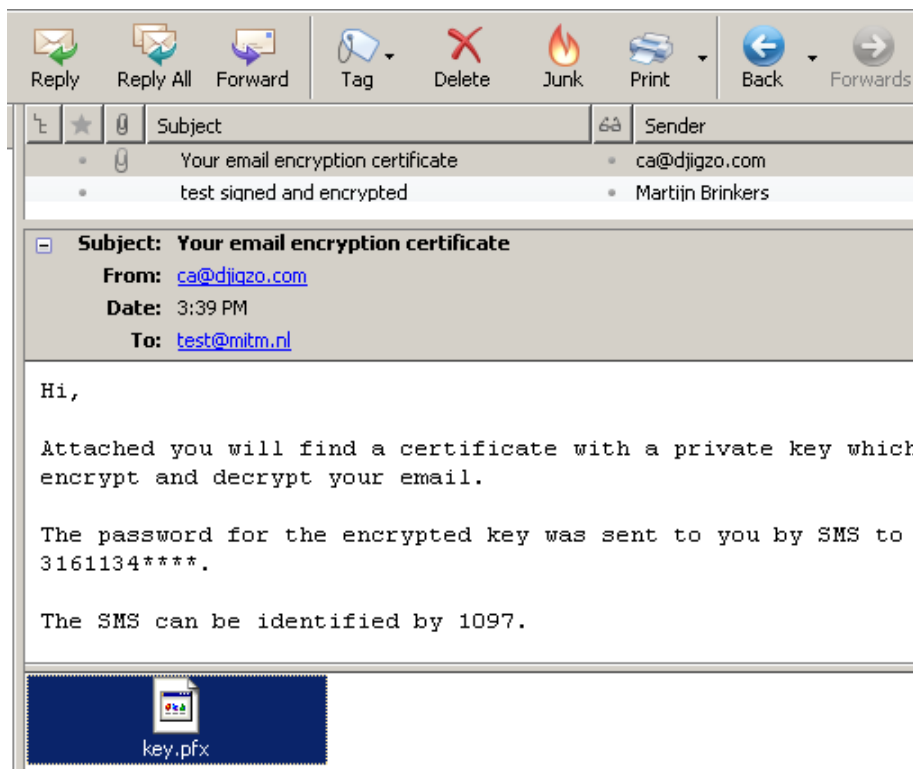 Reply Reply All Forward Tag Delete Junk Print Back Forwards
Subject Sender
Your email encryption certificate ca@djigzo.com
test signed and encrypted Martijn Brinkers
Subject: Your email encryption certificate
From: ca@djigzo.com
Date: 3:39 PM
To: test@mitm.nl
Hi,
Attached you will find a certificate with a private key which
encrypt and decrypt your email.
The password for the encrypted key was sent to you by SMS to
3161134****.
The SMS can be identified by 1097.
key.pfx